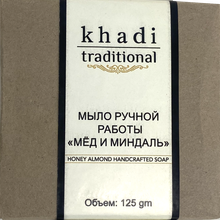 khadi
traditional
МЫЛО РУЧНОЙ
РАБОТЫ
«МЁД И МИНДАЛЬ»
HONEY ALMOND HANDCRAFTED SOAP
Объем: 125 gm